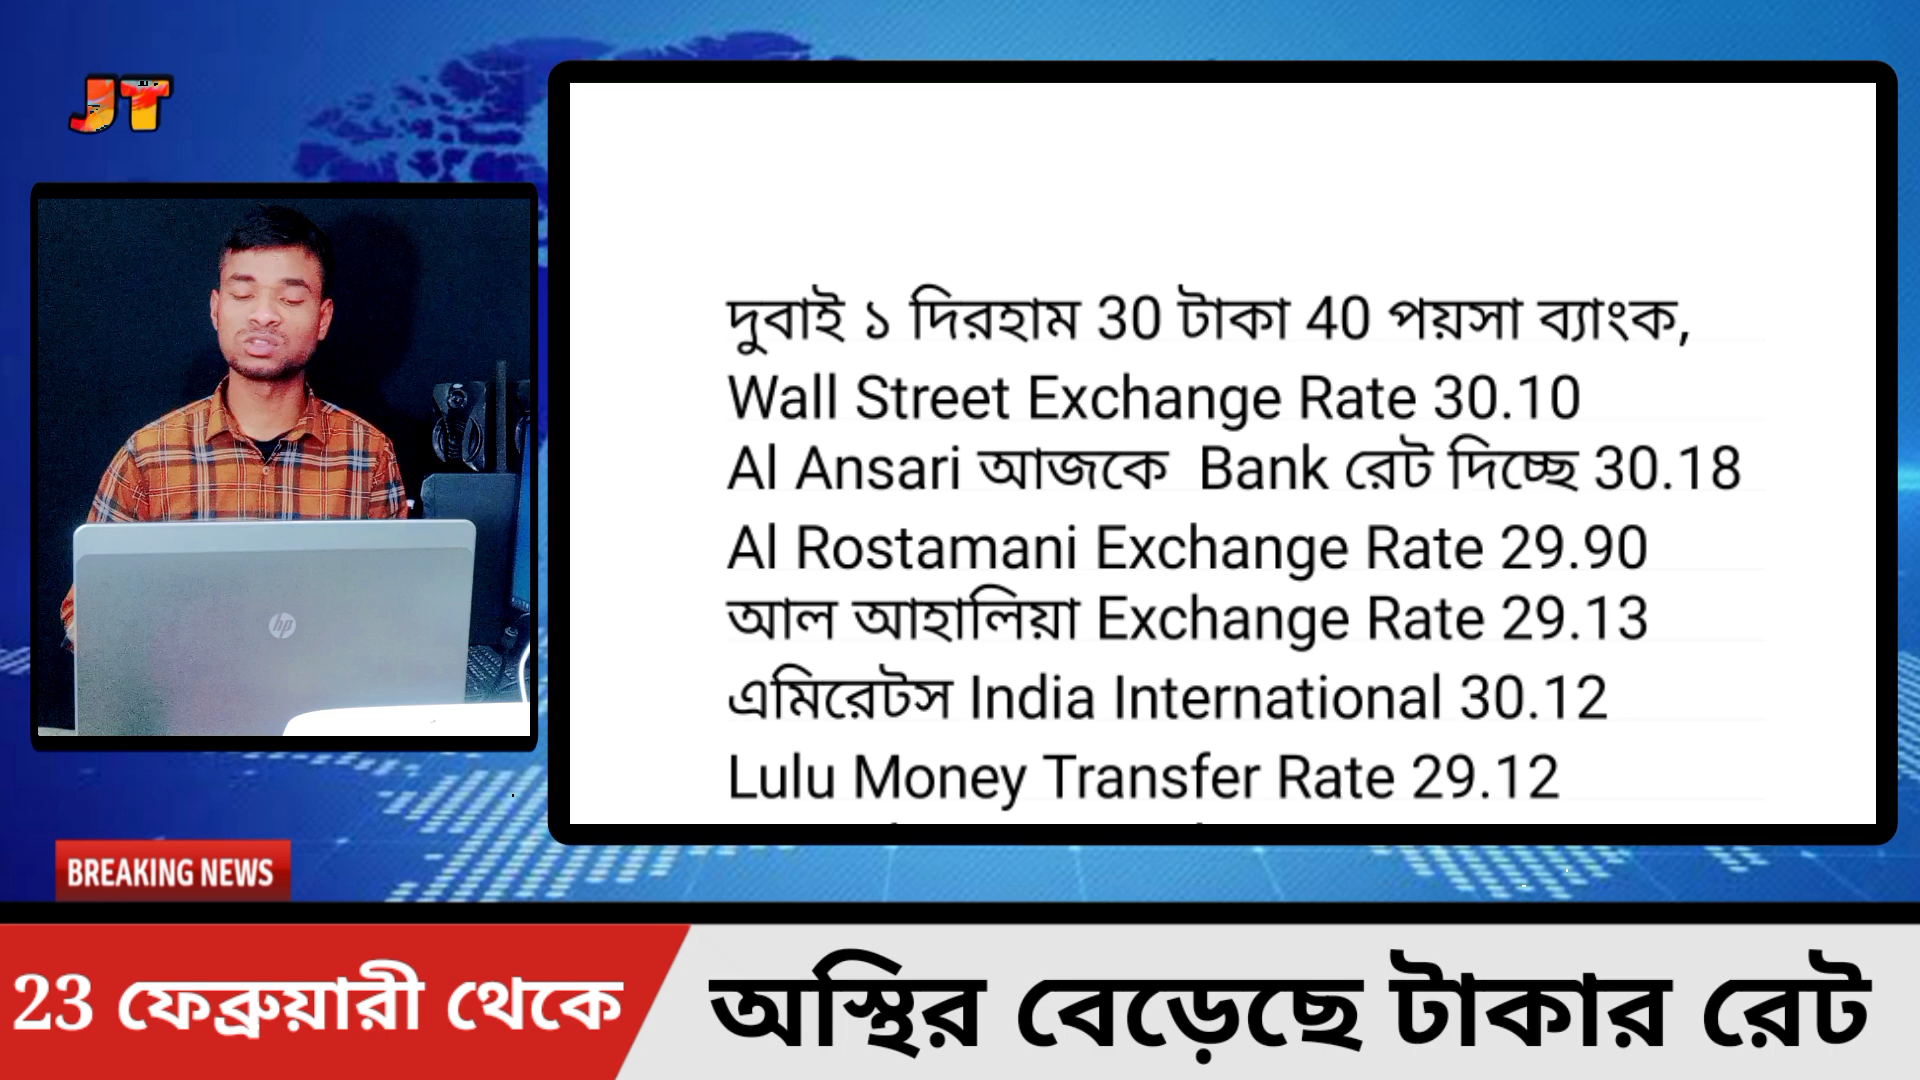 JT
দুবাই ১ দিরহাম 30 টাকা 40 পয়সা ব্যাংক,
Wall Street Exchange Rate 30.10
Al Ansari আজকে Bank রেট দিচ্ছে 30.18
Al Rostamani Exchange Rate 29.90
আল আহালিয়া Exchange Rate 29.13
এমিরেটস India International 30.12
Lulu Money Transfer Rate 29.12
hp
BREAKING NEWS
23 ফেব্রুয়ারী থেকে
অস্থির বেড়েছে টাকার রেট